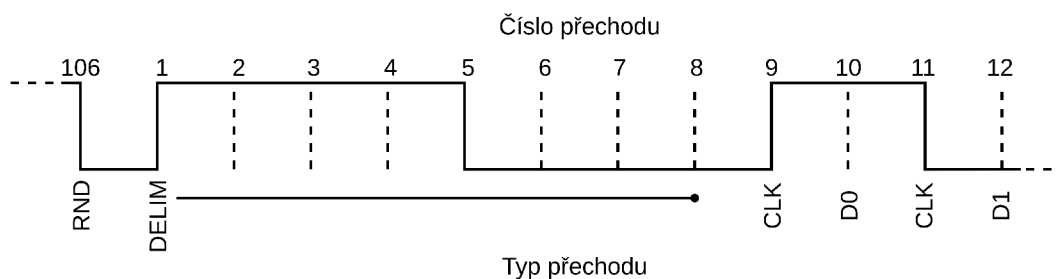 Číslo přechodu
106 1 2 3 4 5 6 7 8 9 10 11 12
RND DELIM CLK D0 CLK D1
Typ přechodu